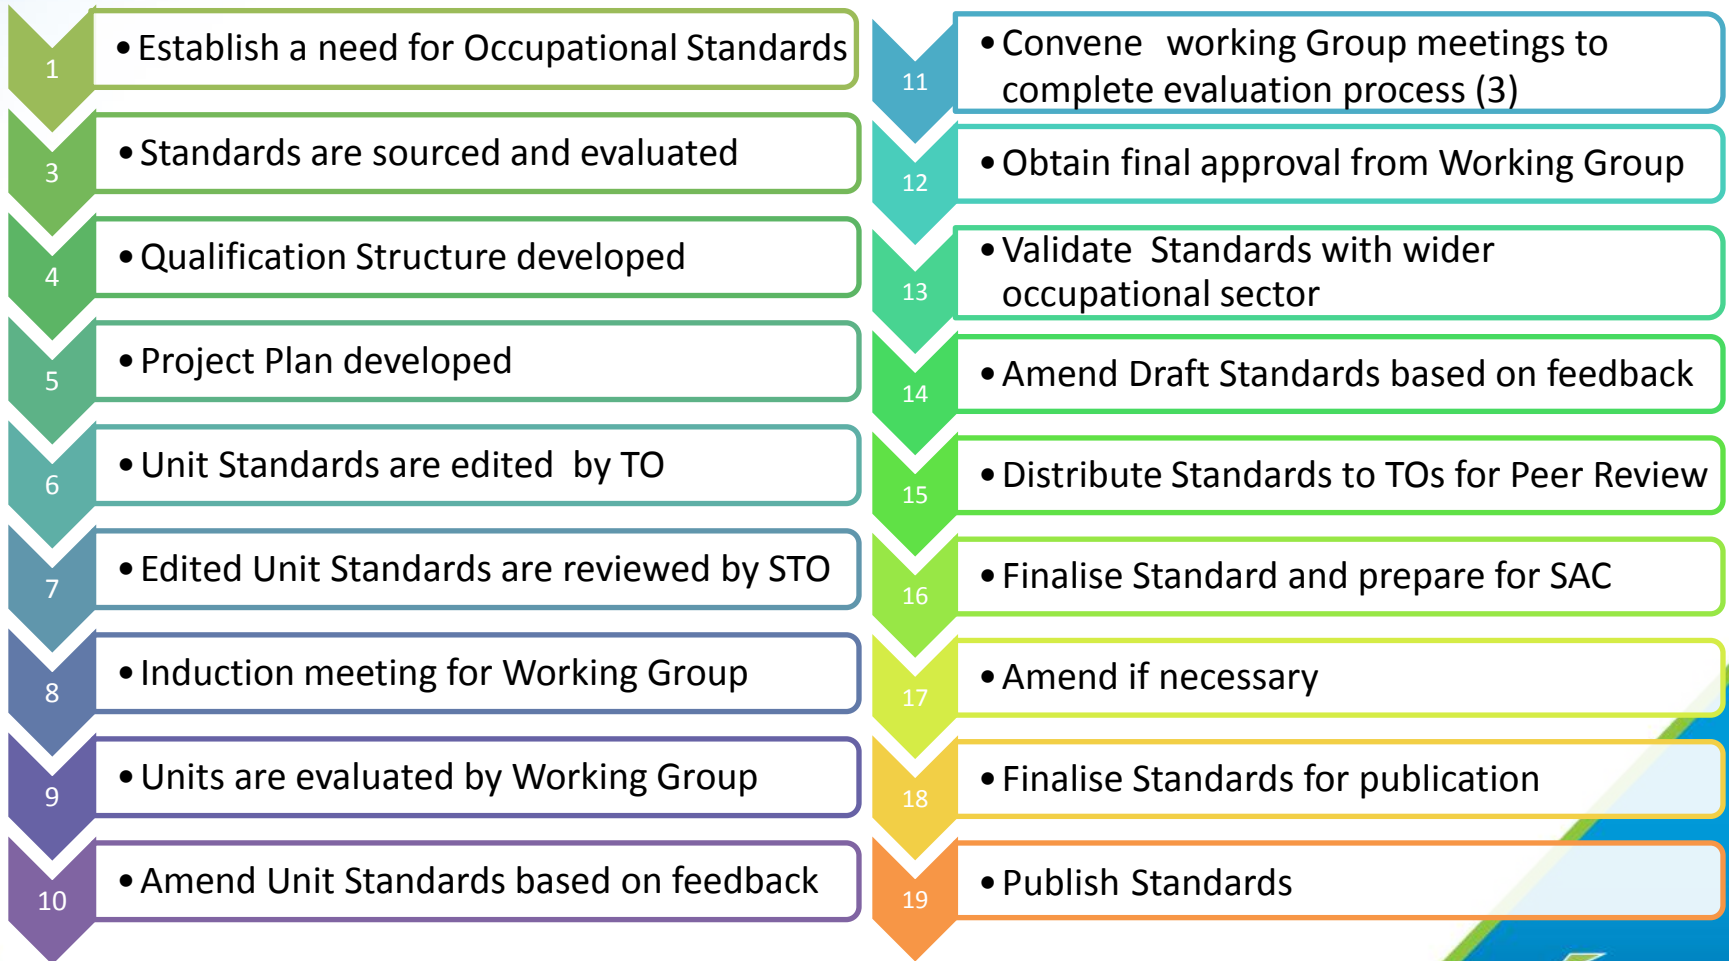 1
• Establish a need for Occupational Standards
3
• Standards are sourced and evaluated
4
• Qualification Structure developed
5
• Project Plan developed
6
• Unit Standards are edited by TO
7
• Edited Unit Standards are reviewed by STO
8
• Induction meeting for Working Group
9
• Units are evaluated by Working Group
10
• Amend Unit Standards based on feedback
11
• Convene working Group meetings to
complete evaluation process (3)
12
• Obtain final approval from Working Group
13
• Validate Standards with wider
occupational sector
14
• Amend Draft Standards based on feedback
15
• Distribute Standards to TOs for Peer Review
16
• Finalise Standard and prepare for SAC
17
• Amend if necessary
18
• Finalise Standards for publication
19
• Publish Standards